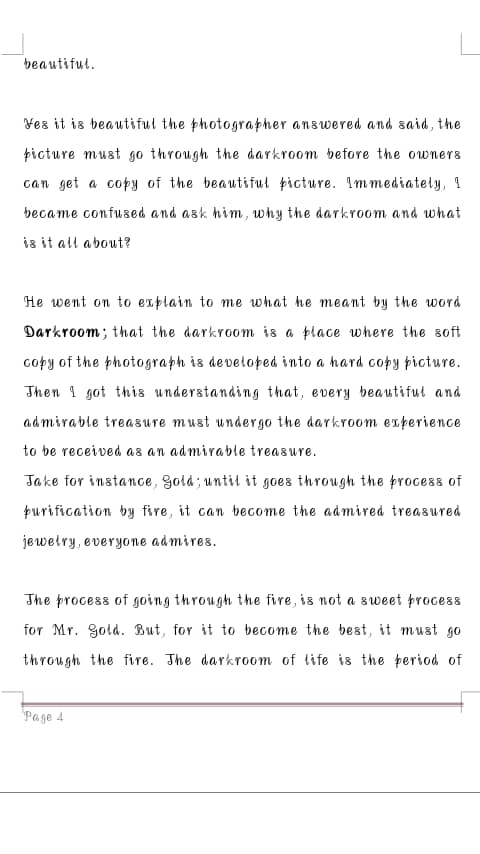 beautiful.
Yes it is beautiful the photographer answered and said, the
picture must go through the darkroom before the owners
can get a copy of the beautiful picture. Immediately, I
became confused and ask him, why the darkroom and what
is it all about?
He went on to explain to me what he meant by the word
Darkroom; that the darkroom is a place where the soft
copy of the photograph is developed into a hard copy picture.
Then I got this understanding that, every beautiful and
admirable treasure must undergo the darkroom experience
to be received as an admirable treasure.
Take for instance, Gold; until it goes through the process of
purification by fire, it can become the admired treasured
jewelry, everyone admires.
The process of going through the fire, is not a sweet process
for Mr. Gold. But, for it to become the best, it must go
through the fire. The darkroom of life is the period of
Page 4